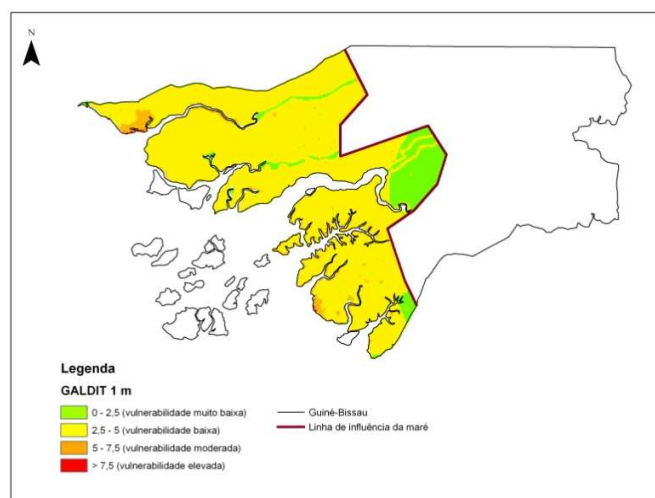 N
Legenda
GALDIT 1 m
0 - 2,5 (vulnerabilidade muito baixa)
2,5 - 5 (vulnerabilidade baixa)
5 - 7,5 (vulnerabilidade moderada)
> 7,5 (vulnerabilidade elevada)
Guiné-Bissau
Linha de influência da maré